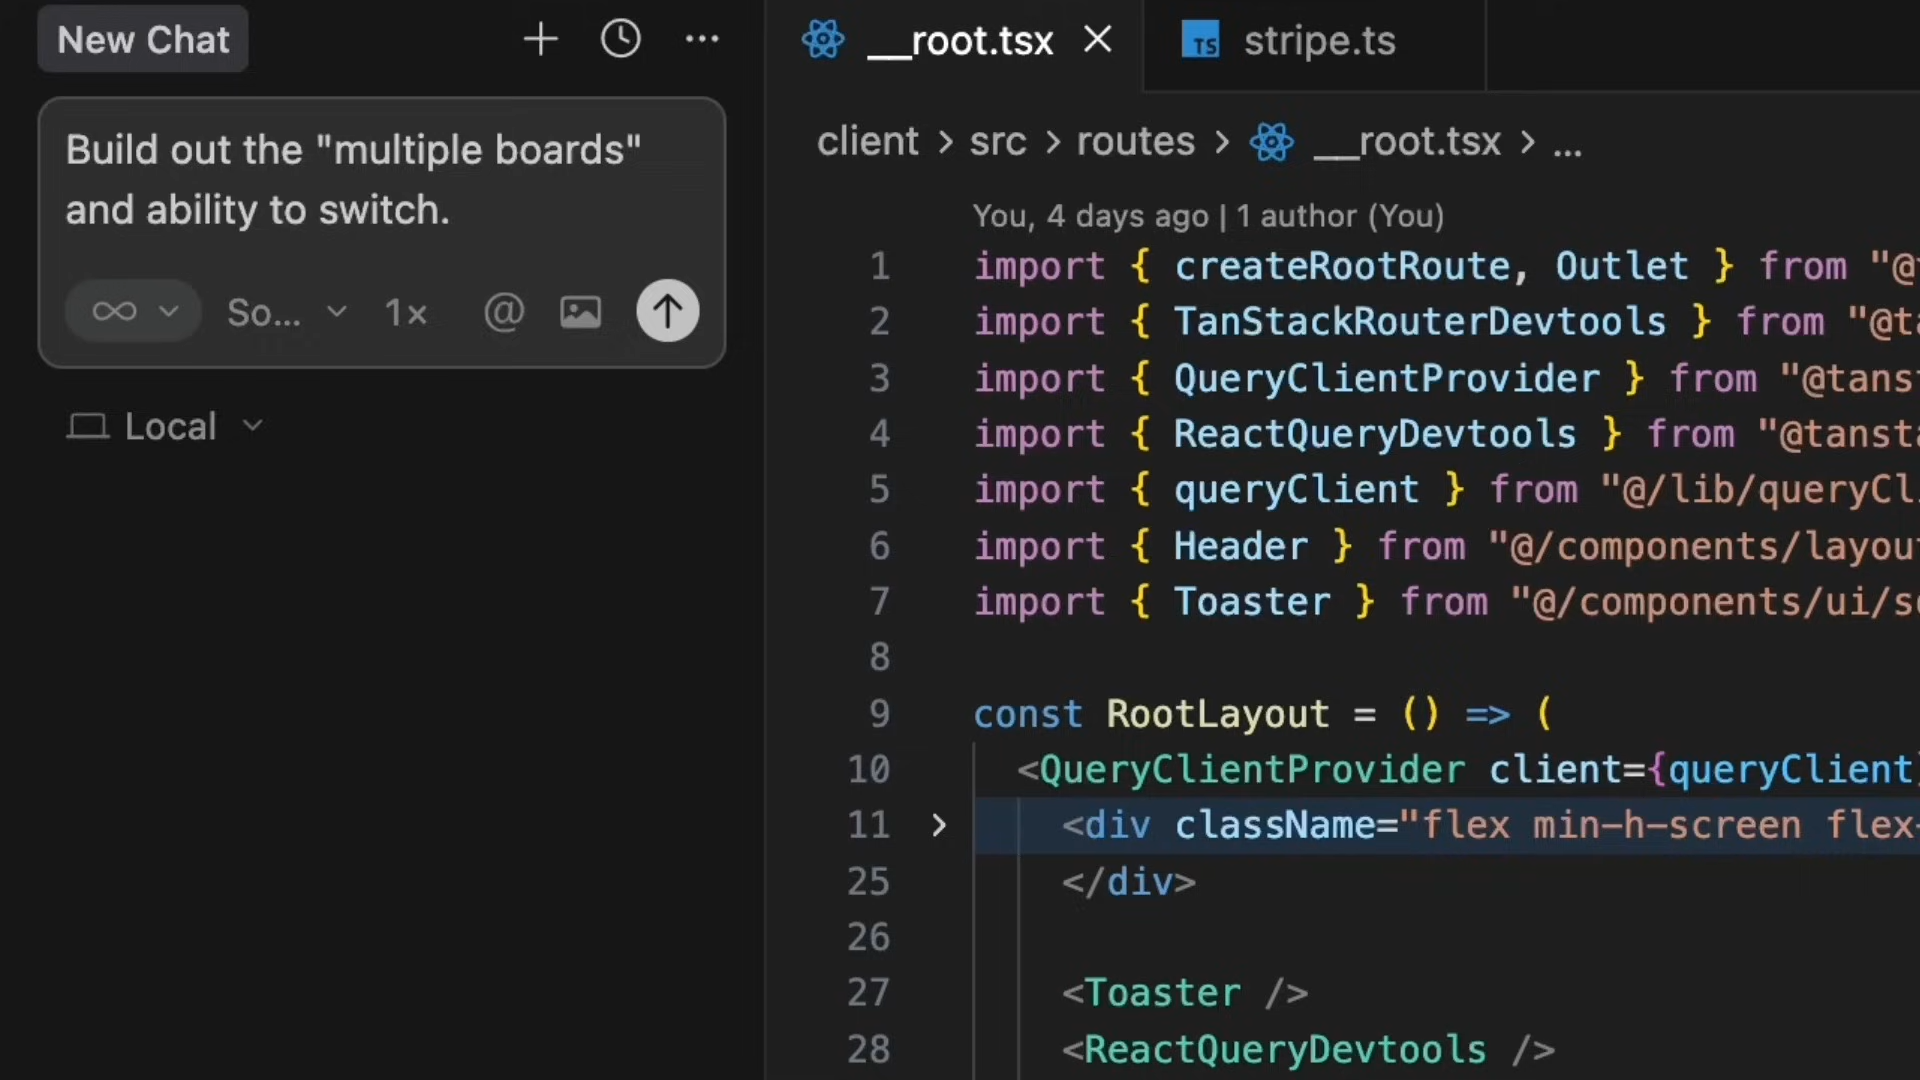 New Chat
Build out the "multiple boards"
and ability to switch.
So...
1×
Local
__root.tsx
TS stripe.ts
client > src > routes > __root.tsx > ...
You, 4 days ago | 1 author (You)
1 import { createRootRoute, Outlet } from "@
2 import { TanStackRouterDevtools } from "@ta
3 import { QueryClientProvider } from "@tanst
4 import { ReactQueryDevtools } from "@tansta
5 import { queryClient } from "@/lib/queryCl
6 import { Header } from "@/components/layou
7 import { Toaster } from "@/components/ui/s
8
9 const RootLayout = () => (
10 <QueryClientProvider client={queryClient
11 <div className="flex min-h-screen flex-
25 </div>
26
27 <Toaster />
28 <ReactQueryDevtools />